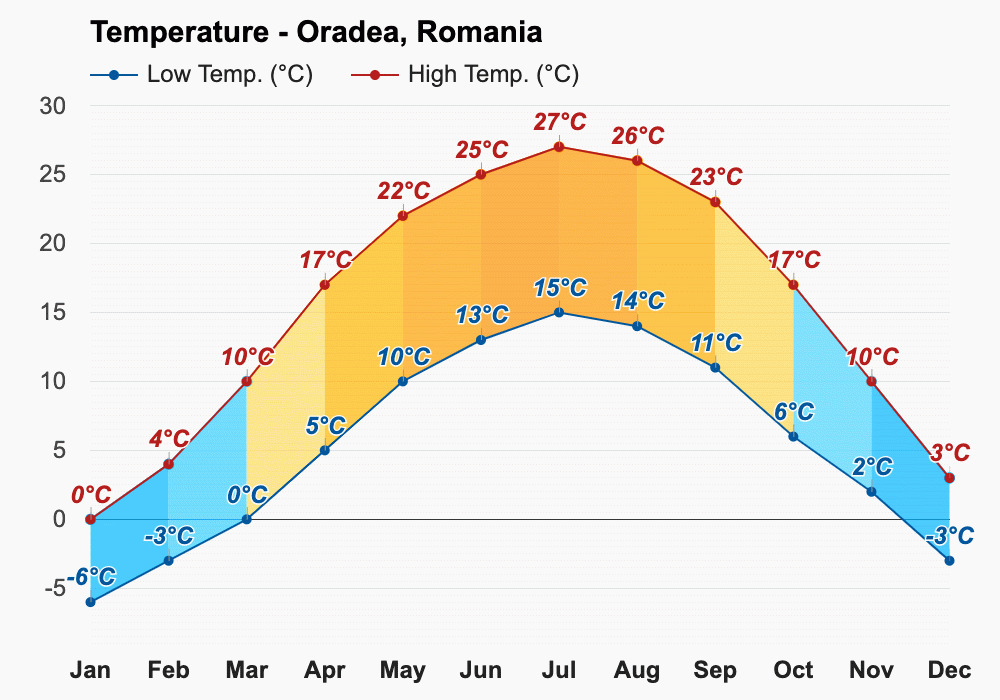 Temperature - Oradea, Romania
Low Temp. (°C) High Temp. (°C)
30
27°C
26°C
25°C
25
23°C
22°C
20
17°C 17°C
15°C
15
14°C
13°C
11°C
10°C 10°C 10°C
10
6°C
5°C
4°C
5
3°C
2°C
0°C 0°C
0
-3°C -3°C
-6°C
-5
Jan Feb Mar Apr May Jun Jul Aug Sep Oct Nov Dec